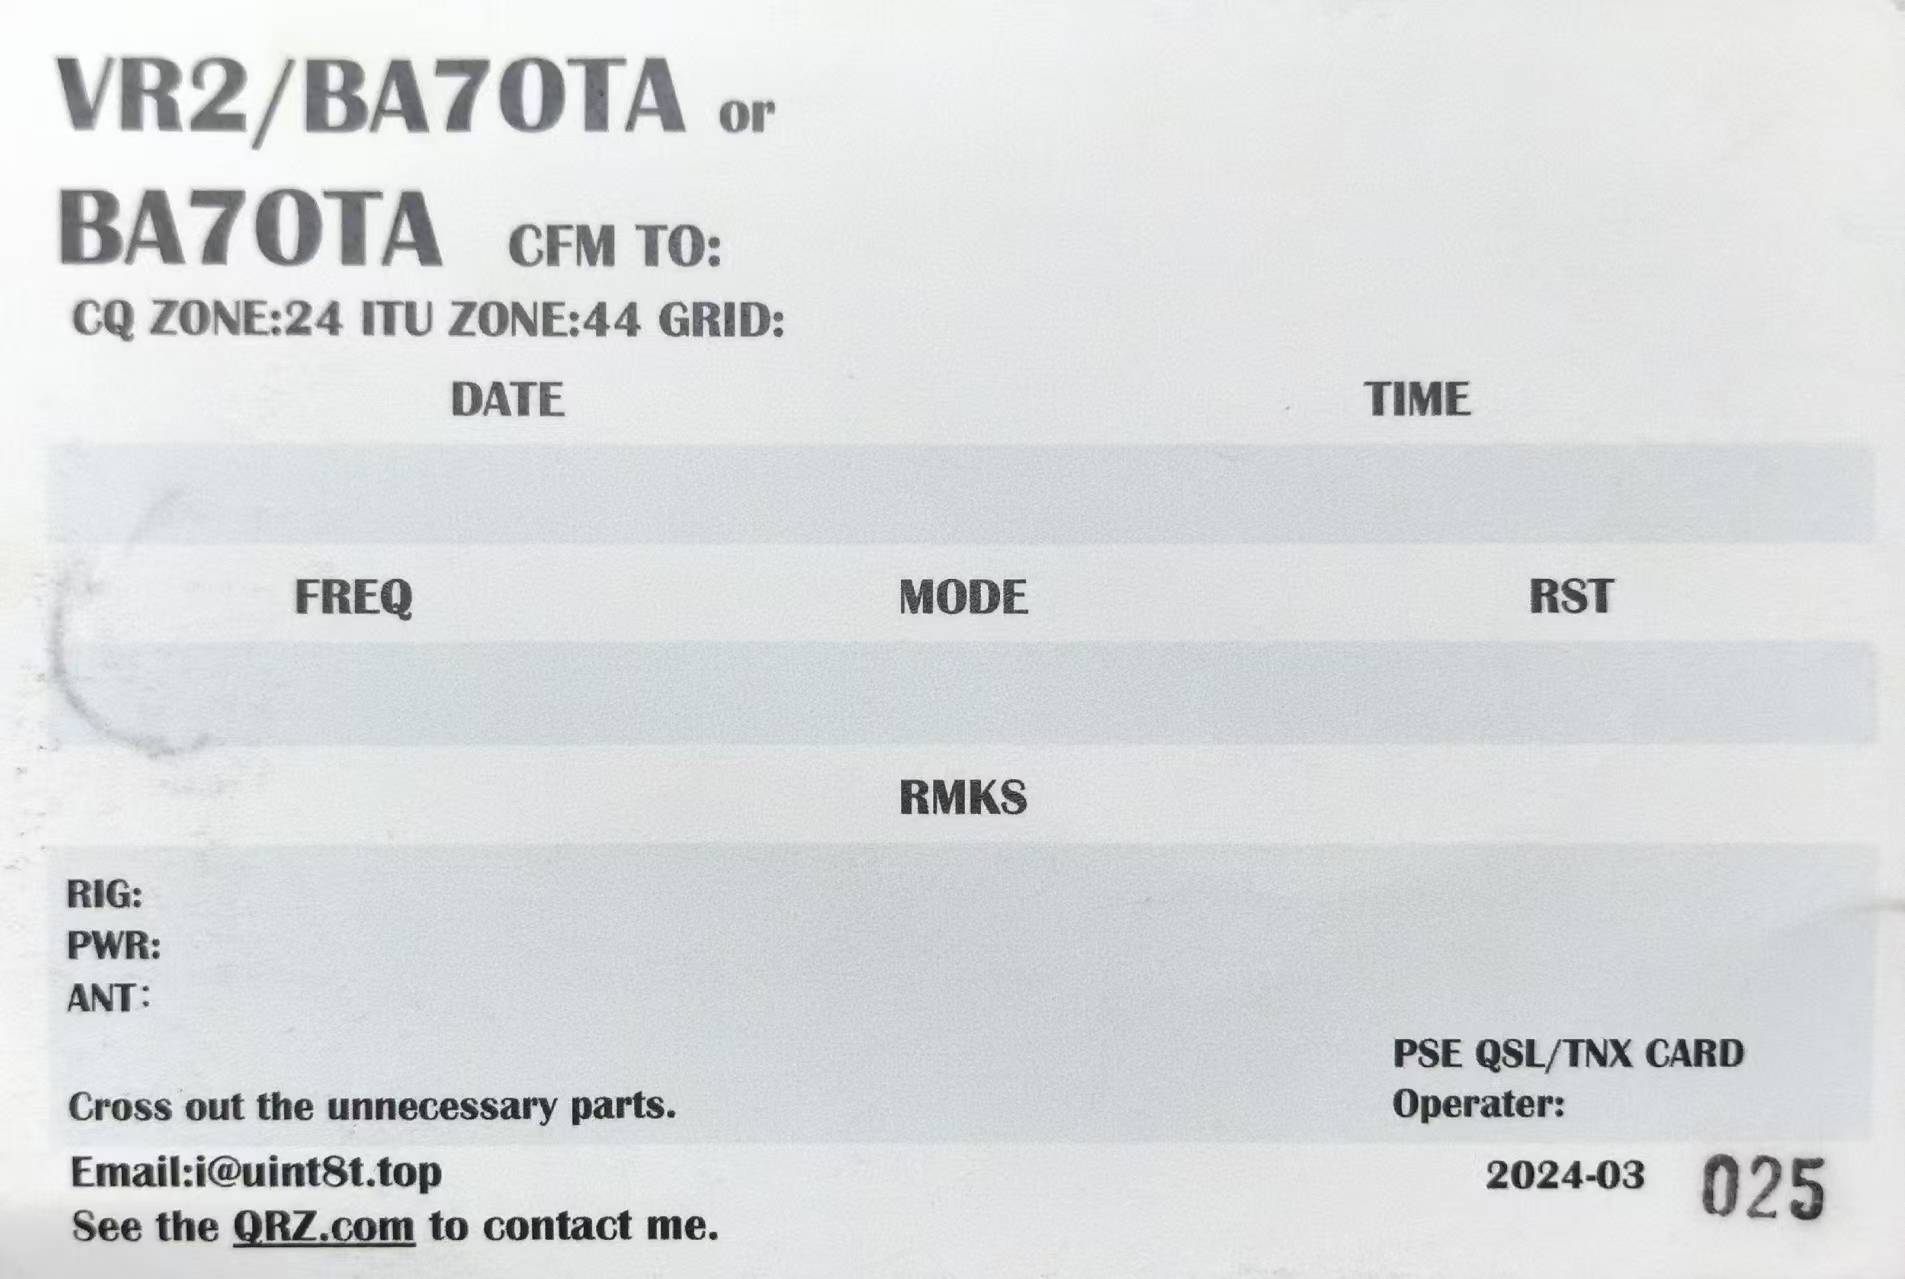 VR2/BA7OTA or
BA7OTA CFM TO:
CQ ZONE:24 ITU ZONE:44 GRID:
DATE TIME
FREQ MODE RST
RMKS
RIG:
PWR:
ANT:
PSE QSL/TNX CARD
Cross out the unnecessary parts. Operater:
Email:i@uint8t.top 2024-03 025
See the QRZ.com to contact me.